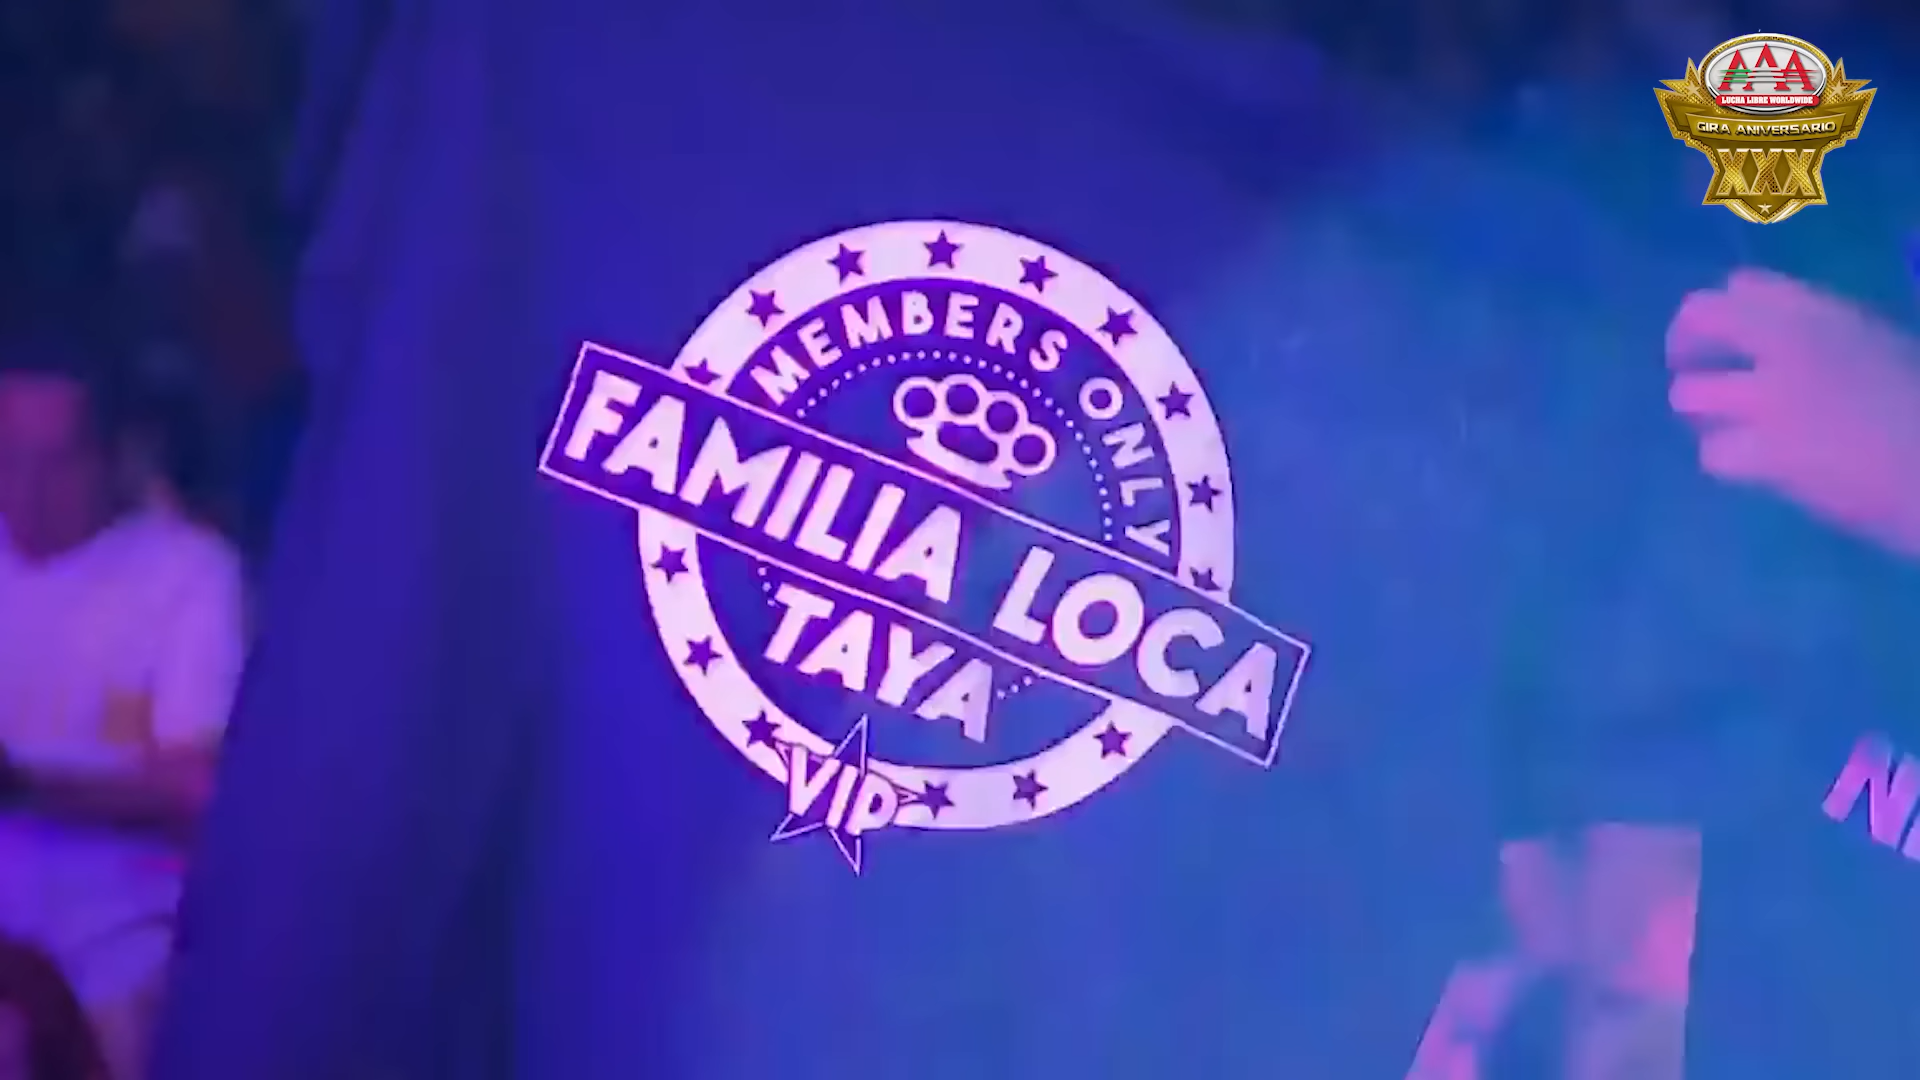 AAA
LUCHA LIBRE WORLDWIDE
GIRA ANIVERSARIO
XXX
MEMBERS ONLY
FAMILIA LOCA
TAYA
VIP